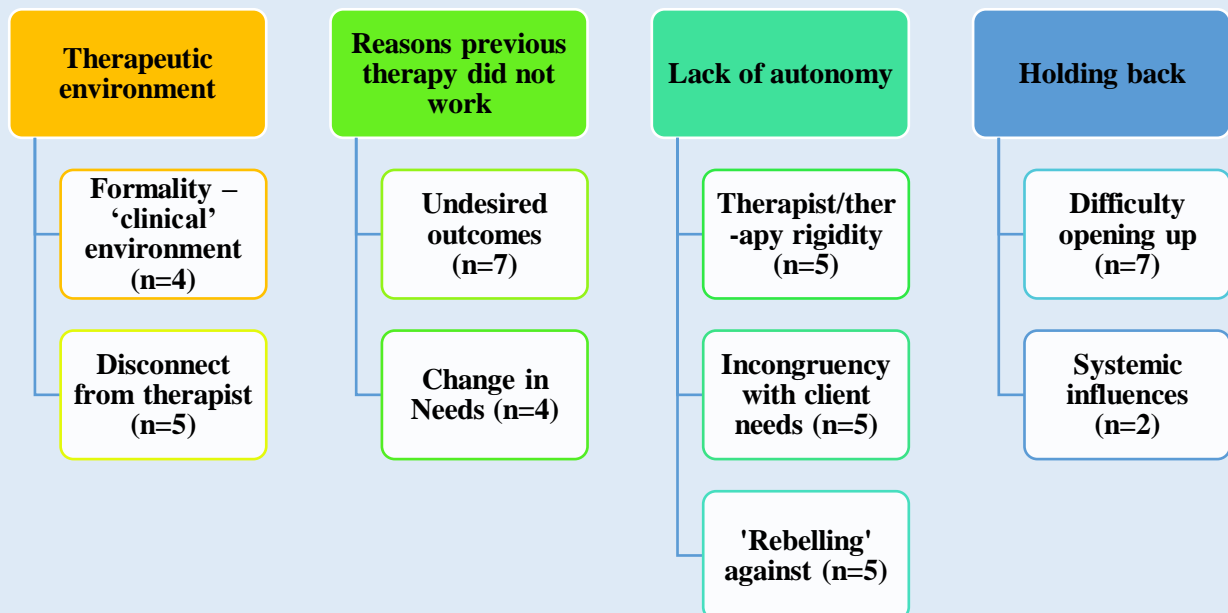 Therapeutic
environment
Formality –
‘clinical’
environment
(n=4)
Disconnect
from therapist
(n=5)
Reasons previous
therapy did not
work
Undesired
outcomes
(n=7)
Change in
Needs (n=4)
Lack of autonomy
Therapist/ther
-apy rigidity
(n=5)
Incongruency
with client
needs (n=5)
'Rebelling'
against (n=5)
Holding back
Difficulty
opening up
(n=7)
Systemic
influences
(n=2)